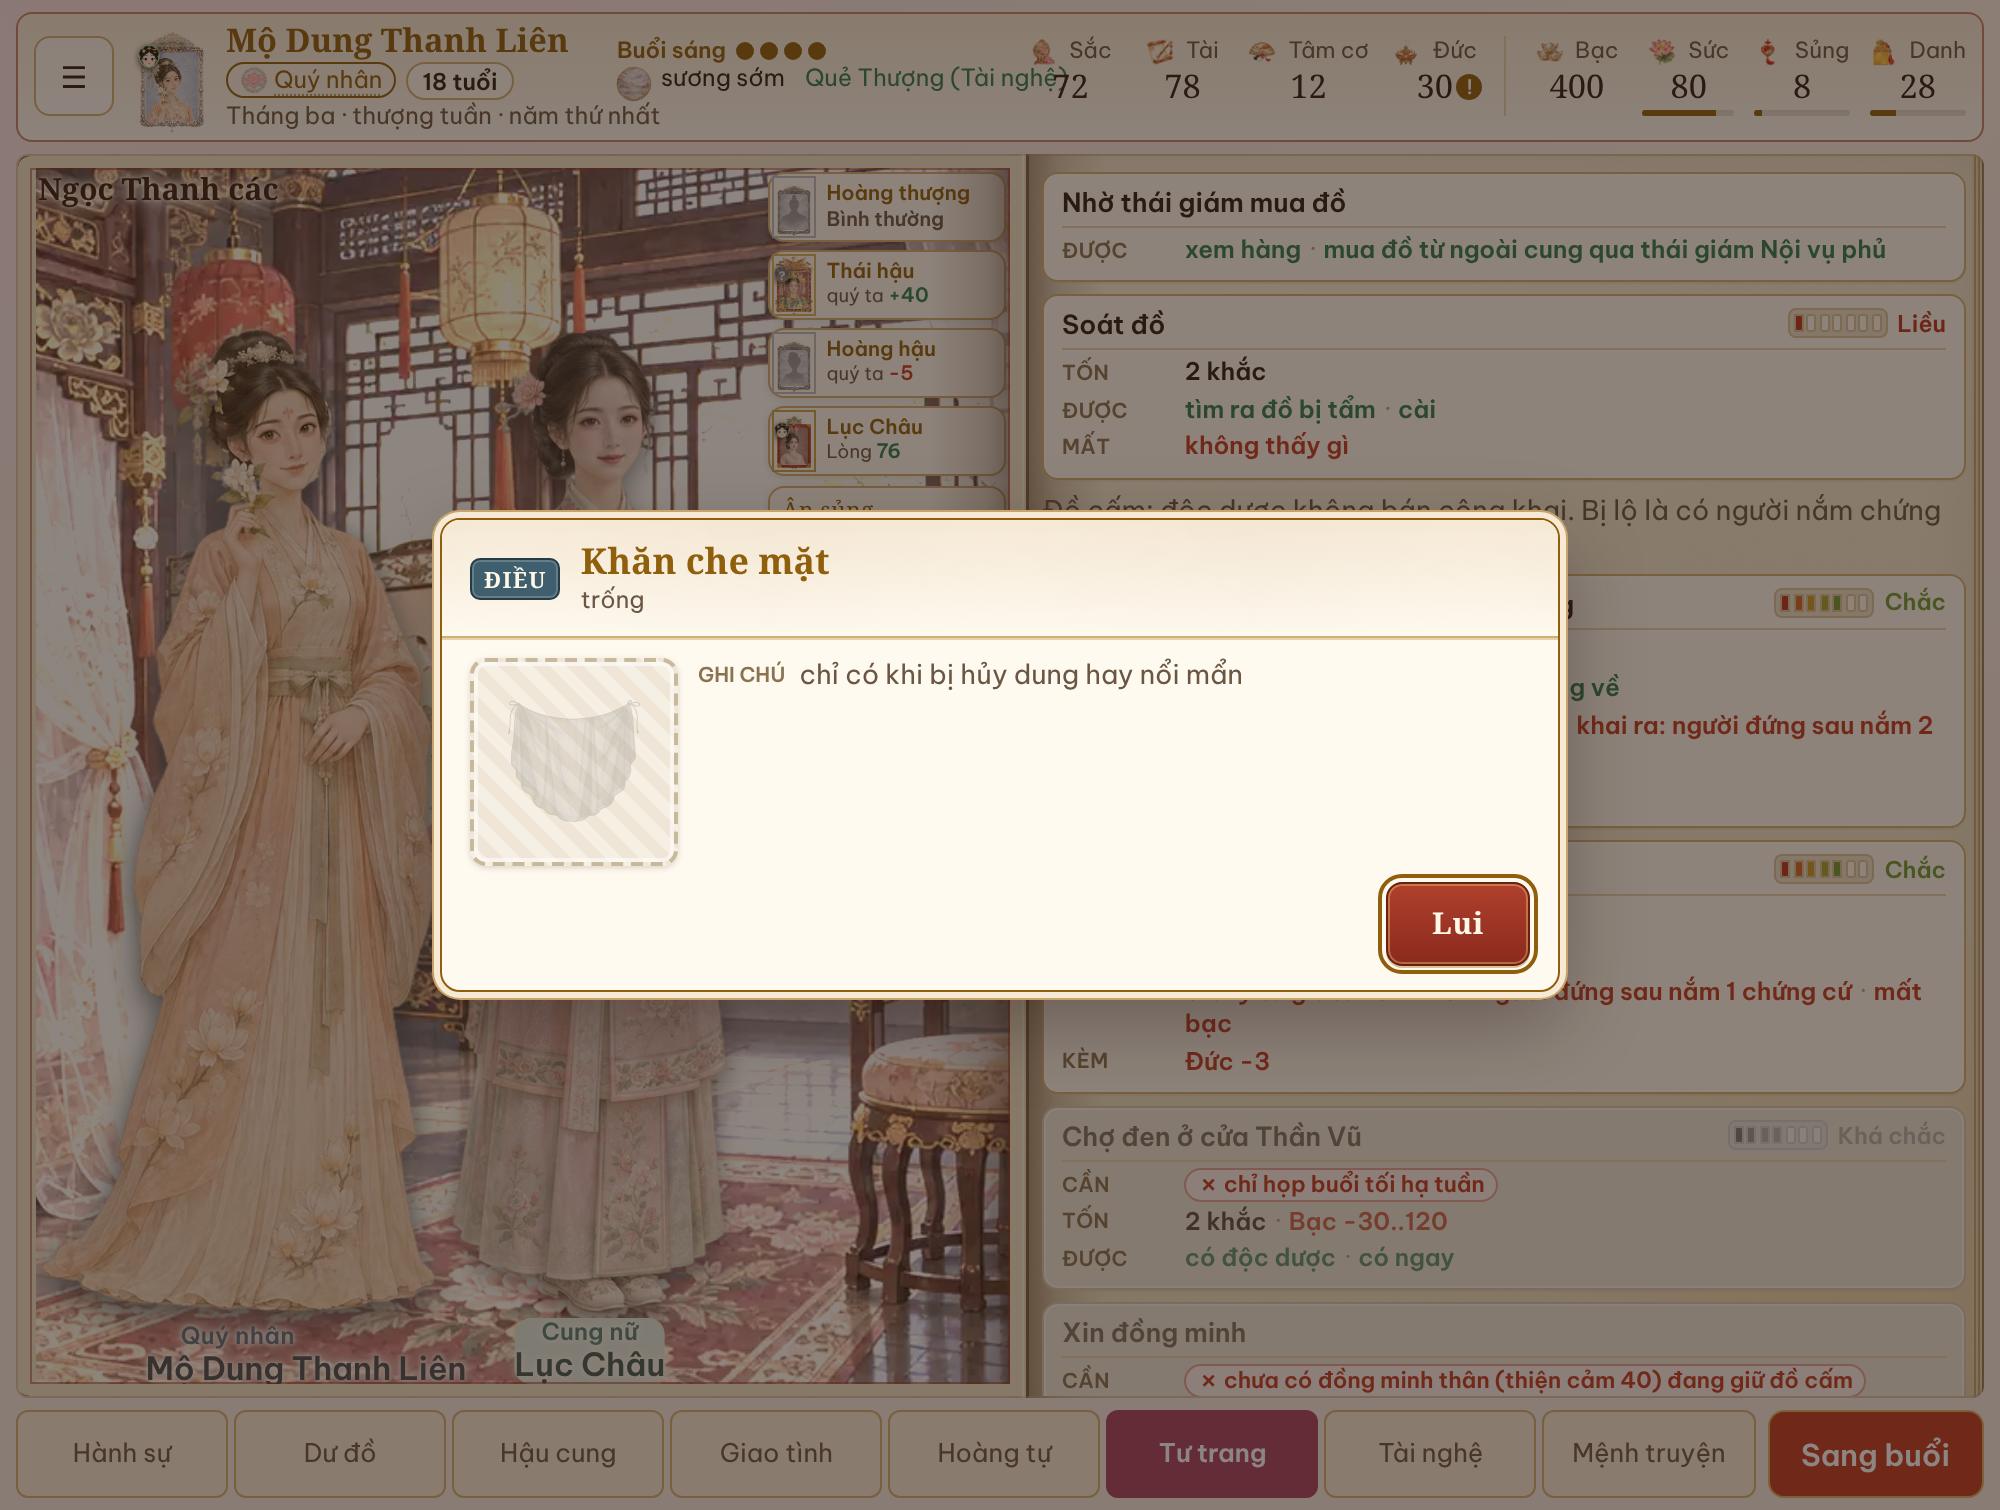 Mộ Dung Thanh Liên
Quý nhân
18 tuổi
Tháng ba · thượng tuần · năm thứ nhất
Buổi sáng
sương sớm Quẻ Thượng (Tài nghệ)
Sắc Tài Tâm cơ Đức Bạc Sức Sủng Danh
72 78 12 30 ! 400 80 8 28
Ngọc Thanh các
Hoàng thượng
Bình thường
Thái hậu
quý ta +40
Hoàng hậu
quý ta -5
Lục Châu
Lòng 76
Ân sủng
Quý nhân
Mộ Dung Thanh Liên
Cung nữ
Lục Châu
Nhờ thái giám mua đồ
ĐƯỢC xem hàng · mua đồ từ ngoài cung qua thái giám Nội vụ phủ
Soát đồ Liều
TỐN 2 khắc
ĐƯỢC tìm ra đồ bị tẩm · cài
MẤT không thấy gì
Đồ cấm: độc dược không bán công khai. Bị lộ là có người nắm chứng
Chắc
g về
khai ra: người đứng sau nắm 2
Chắc
đứng sau nắm 1 chứng cứ · mất
bạc
KÈM Đức -3
Chợ đen ở cửa Thần Vũ Khá chắc
CẦN × chỉ họp buổi tối hạ tuần
TỐN 2 khắc · Bạc -30..120
ĐƯỢC có độc dược · có ngay
Xin đồng minh
CẦN × chưa có đồng minh thân (thiện cảm 40) đang giữ đồ cấm
ĐIỀU
Khăn che mặt
trống
GHI CHÚ chỉ có khi bị hủy dung hay nổi mẩn
Lui
Hành sự
Dư đồ
Hậu cung
Giao tình
Hoàng tự
Tư trang
Tài nghệ
Mệnh truyện
Sang buổi